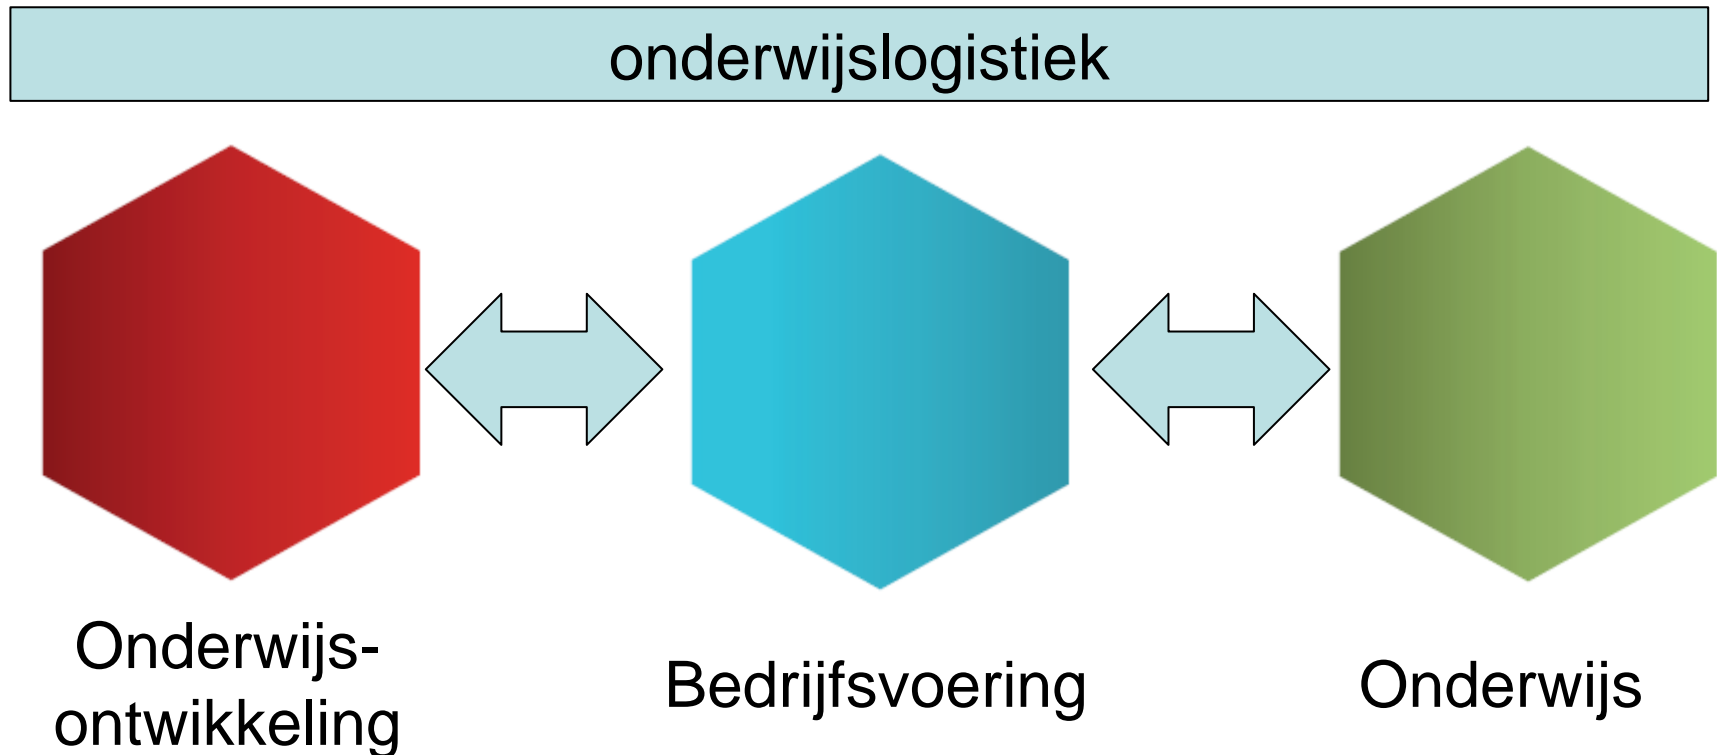 onderwijslogistiek
Onderwijs-
ontwikkeling
Bedrijfsvoering
Onderwijs